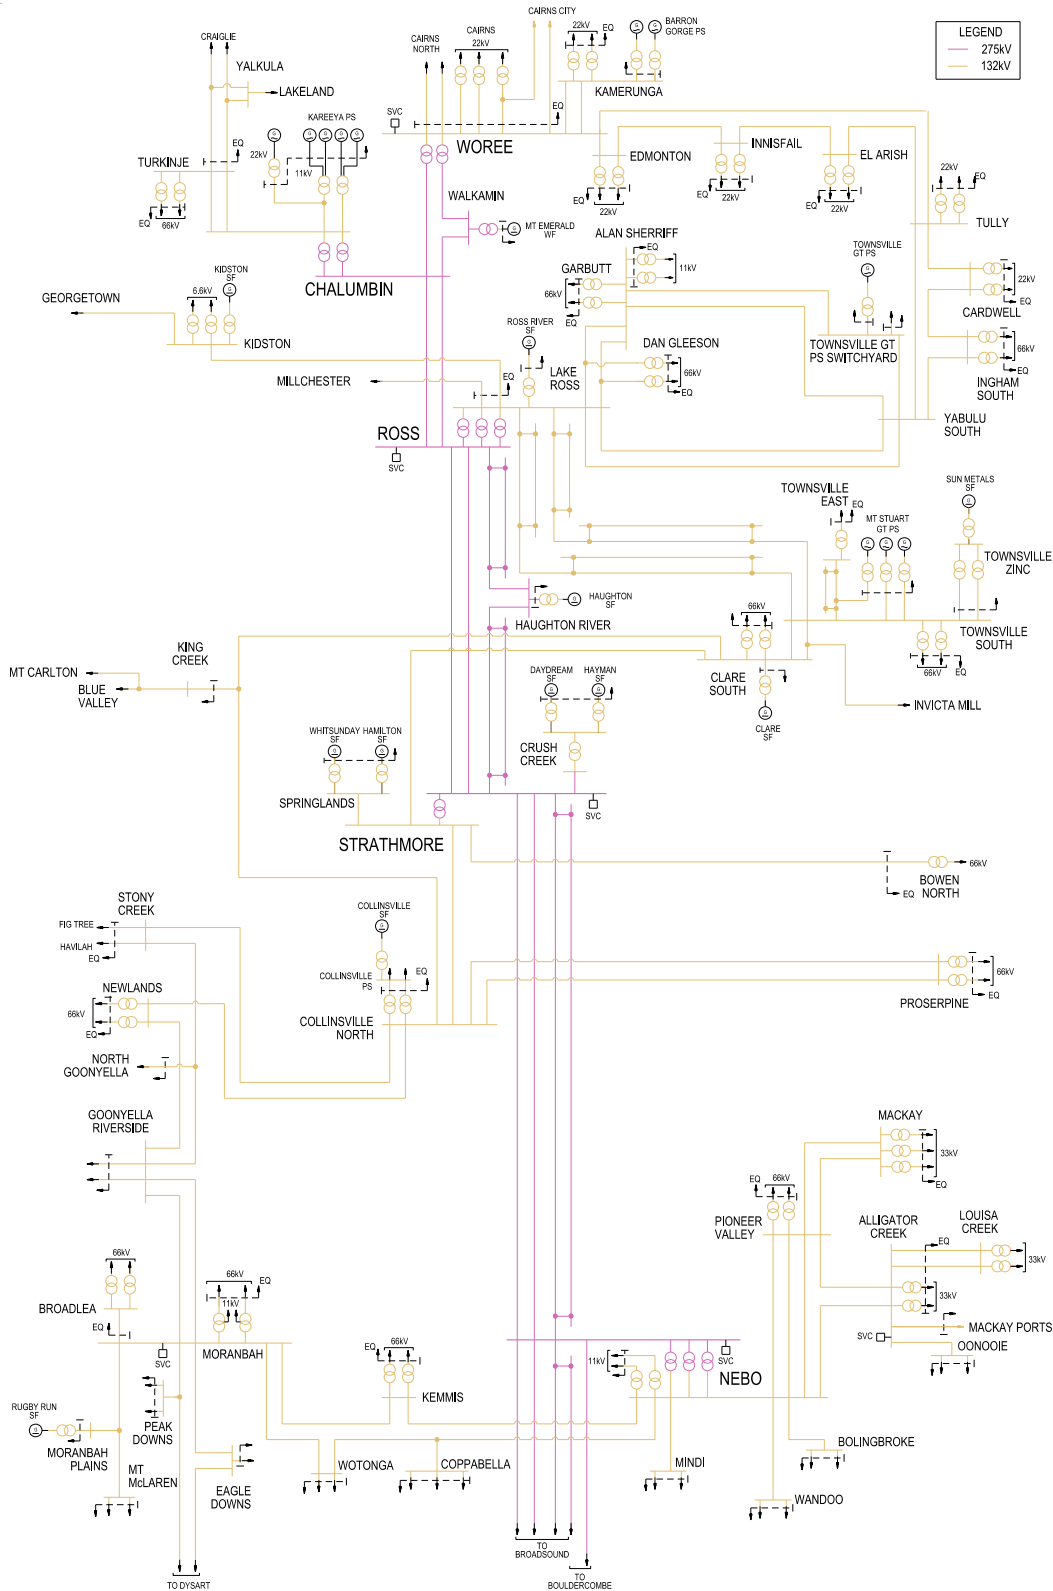 CAIRNS CITY
LEGEND
275kV
132kV
CRAIGLIE
CAIRNS
NORTH
CAIRNS
22kV
22kV
EQ
BARRON
GORGE PS
YALKULA
LAKELAND
KAMERUNGA
SVC
EQ
WOREE
KAREEYA PS
22kV
11kV
EQ
EQ
TURKINJE
EQ
66kV
EDMONTON
EQ
22kV
INNISFAIL
EQ
22kV
EL ARISH
EQ
22kV
22kV
EQ
TULLY
WALKAMIN
MT EMERALD
WF
ALAN SHERRIFF
EQ
11kV
GARBUTT
66kV
EQ
TOWNSVILLE
GT PS
22kV
EQ
CARDWELL
CHALUMBIN
KIDSTON
SF
6.6kV
GEORGETOWN
KIDSTON
ROSS RIVER
SF
DAN GLEESON
66kV
EQ
TOWNSVILLE GT
PS SWITCHYARD
66kV
EQ
INGHAM
SOUTH
MILLCHESTER
EQ
LAKE
ROSS
YABULU
SOUTH
ROSS
SVC
TOWNSVILLE
EAST
EQ
SUN METALS
SF
MT STUART
GT PS
TOWNSVILLE
ZINC
HAUGHTON
SF
HAUGHTON RIVER
66kV
TOWNSVILLE
SOUTH
66kV
EQ
KING
CREEK
MT CARLTON
BLUE
VALLEY
CLARE
SOUTH
CLARE
SF
INVICTA MILL
DAYDREAM
SF
HAYMAN
SF
CRUSH
CREEK
WHITSUNDAY
SF
HAMILTON
SF
SPRINGLANDS
SVC
STRATHMORE
66kV
EQ
BOWEN
NORTH
STONY
CREEK
FIG TREE
HAVILAH
EQ
COLLINSVILLE
SF
COLLINSVILLE
PS
EQ
COLLINSVILLE
NORTH
66kV
EQ
PROSERPINE
NEWLANDS
66kV
EQ
NORTH
GOONYELLA
GOONYELLA
RIVERSIDE
MACKAY
33kV
EQ
66kV
EQ
PIONEER
VALLEY
ALLIGATOR
CREEK
LOUISA
CREEK
EQ
33kV
33kV
MACKAY PORTS
SVC
OONOOIE
66kV
BROADLEA
EQ
66kV
EQ
11kV
MORANBAH
SVC
66kV
EQ
KEMMIS
11kV
NEBO
SVC
RUGBY RUN
SF
MORANBAH
PLAINS
PEAK
DOWNS
MT
McLAREN
EAGLE
DOWNS
WOTONGA
COPPABELLA
MINDI
BOLINGBROKE
WANDOO
TO DYSART
TO
BROADSOUND
TO
BOULDERCOMBE